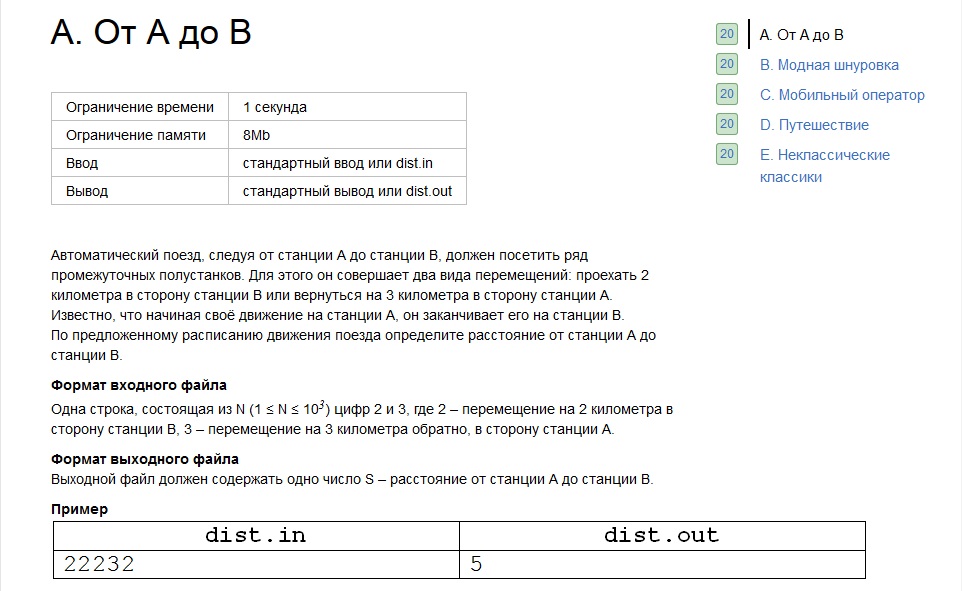 А. От А до В
Ограничение времени 1 секунда
Ограничение памяти 8Mb
Ввод стандартный ввод или dist.in
Вывод стандартный вывод или dist.out
Автоматический поезд, следуя от станции А до станции В, должен посетить ряд
промежуточных полустанков. Для этого он совершает два вида перемещений: проехать 2
километра в сторону станции В или вернуться на 3 километра в сторону станции А.
Известно, что начиная своё движение на станции А, он заканчивает его на станции В.
По предложенному расписанию движения поезда определите расстояние от станции А до
станции В.
Формат входного файла
Одна строка, состоящая из N (1 ≤ N ≤ 10³) цифр 2 и 3, где 2 – перемещение на 2 километра в
сторону станции В, 3 – перемещение на 3 километра обратно, в сторону станции А.
Формат выходного файла
Выходной файл должен содержать одно число S – расстояние от станции А до станции В.
Пример
dist.in dist.out
22232 5
20 А. От А до В
20 B. Модная шнуровка
20 C. Мобильный оператор
20 D. Путешествие
20 E. Неклассические
классики